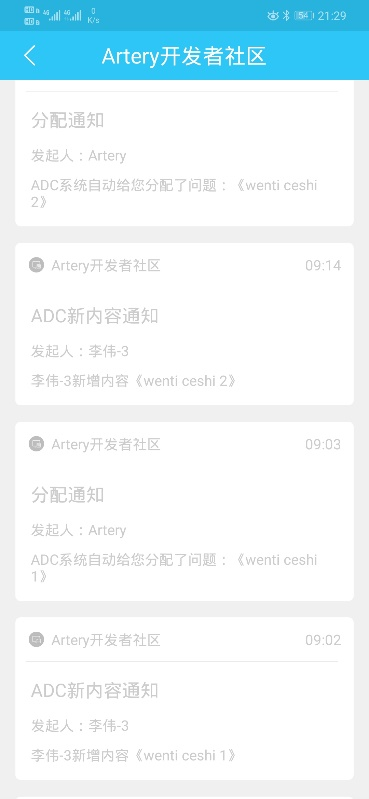 4G 4G 0 K/s 54 21:29
Artery开发者社区
分配通知
发起人：Artery
ADC系统自动给您分配了问题：《wenti ceshi
2》
Artery开发者社区 09:14
ADC新内容通知
发起人：李伟-3
李伟-3新增内容《wenti ceshi 2》
Artery开发者社区 09:03
分配通知
发起人：Artery
ADC系统自动给您分配了问题：《wenti ceshi
1》
Artery开发者社区 09:02
ADC新内容通知
发起人：李伟-3
李伟-3新增内容《wenti ceshi 1》